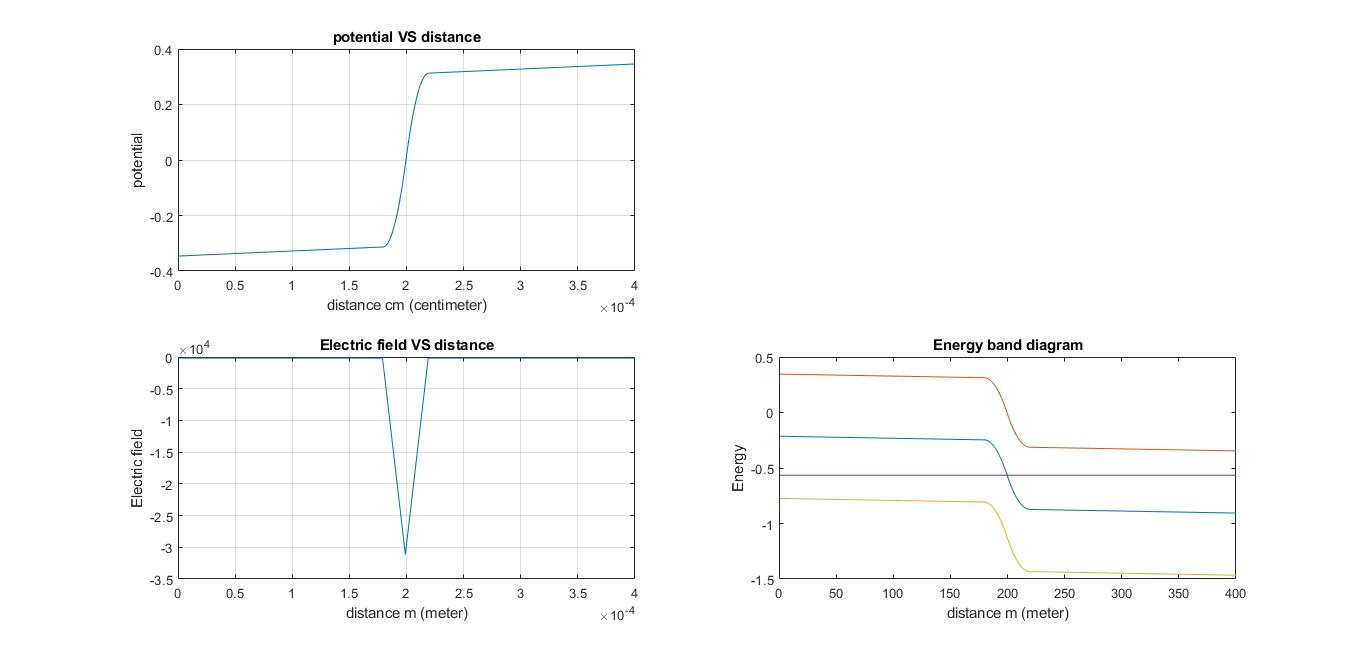 potential VS distance
0.4
0.2
0
-0.2
-0.4
potential
0 0.5 1 1.5 2 2.5 3 3.5 4
distance cm (centimeter)
×10-4
Electric field VS distance
×104
0
-0.5
-1
-1.5
-2
-2.5
-3
-3.5
Electric field
0 0.5 1 1.5 2 2.5 3 3.5 4
distance m (meter)
×10-4
Energy band diagram
0.5
0
-0.5
-1
-1.5
Energy
0 50 100 150 200 250 300 350 400
distance m (meter)